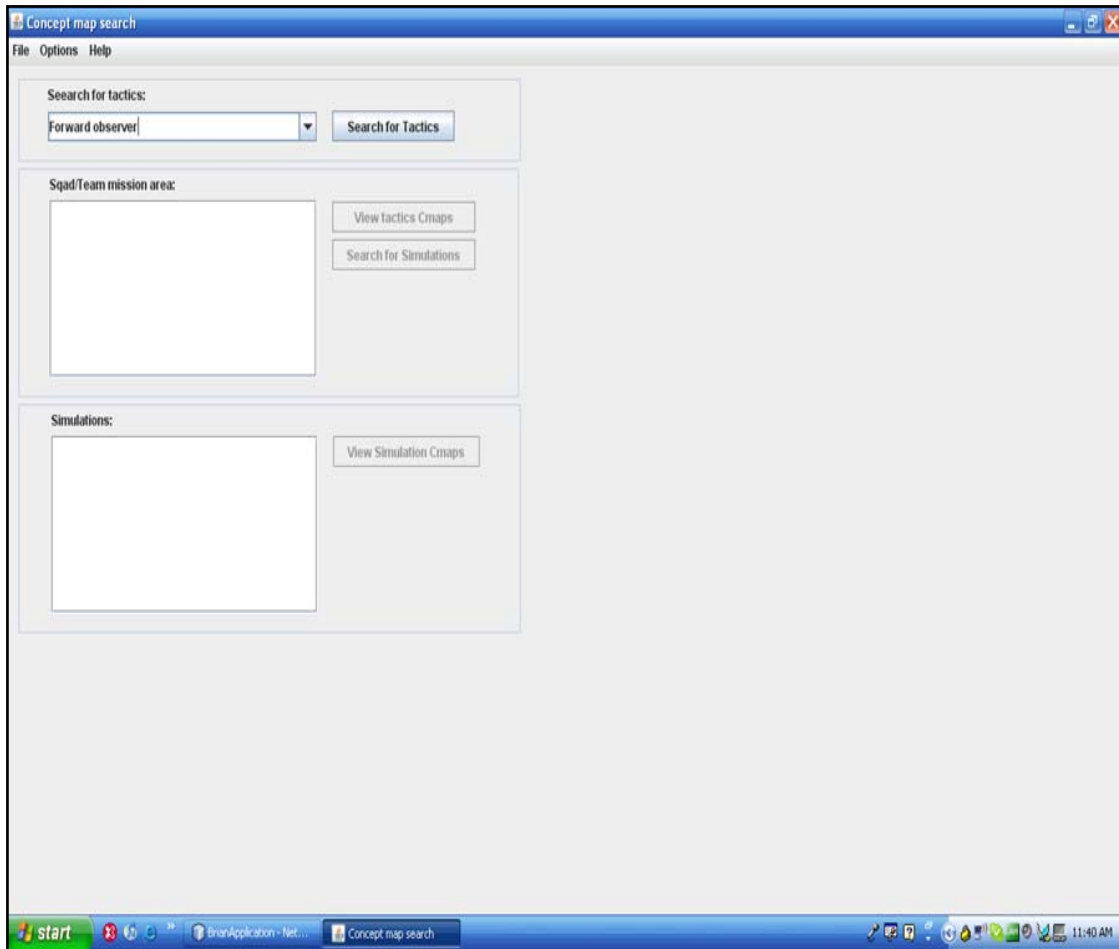 Concept map search
File Options Help
Seearch for tactics:
Forward observer
Search for Tactics
Sqad/Team mission area:
View tactics Cmaps
Search for Simulations
Simulations:
View Simulation Cmaps
start
BrianApplication - Net...
Concept map search
11:40 AM